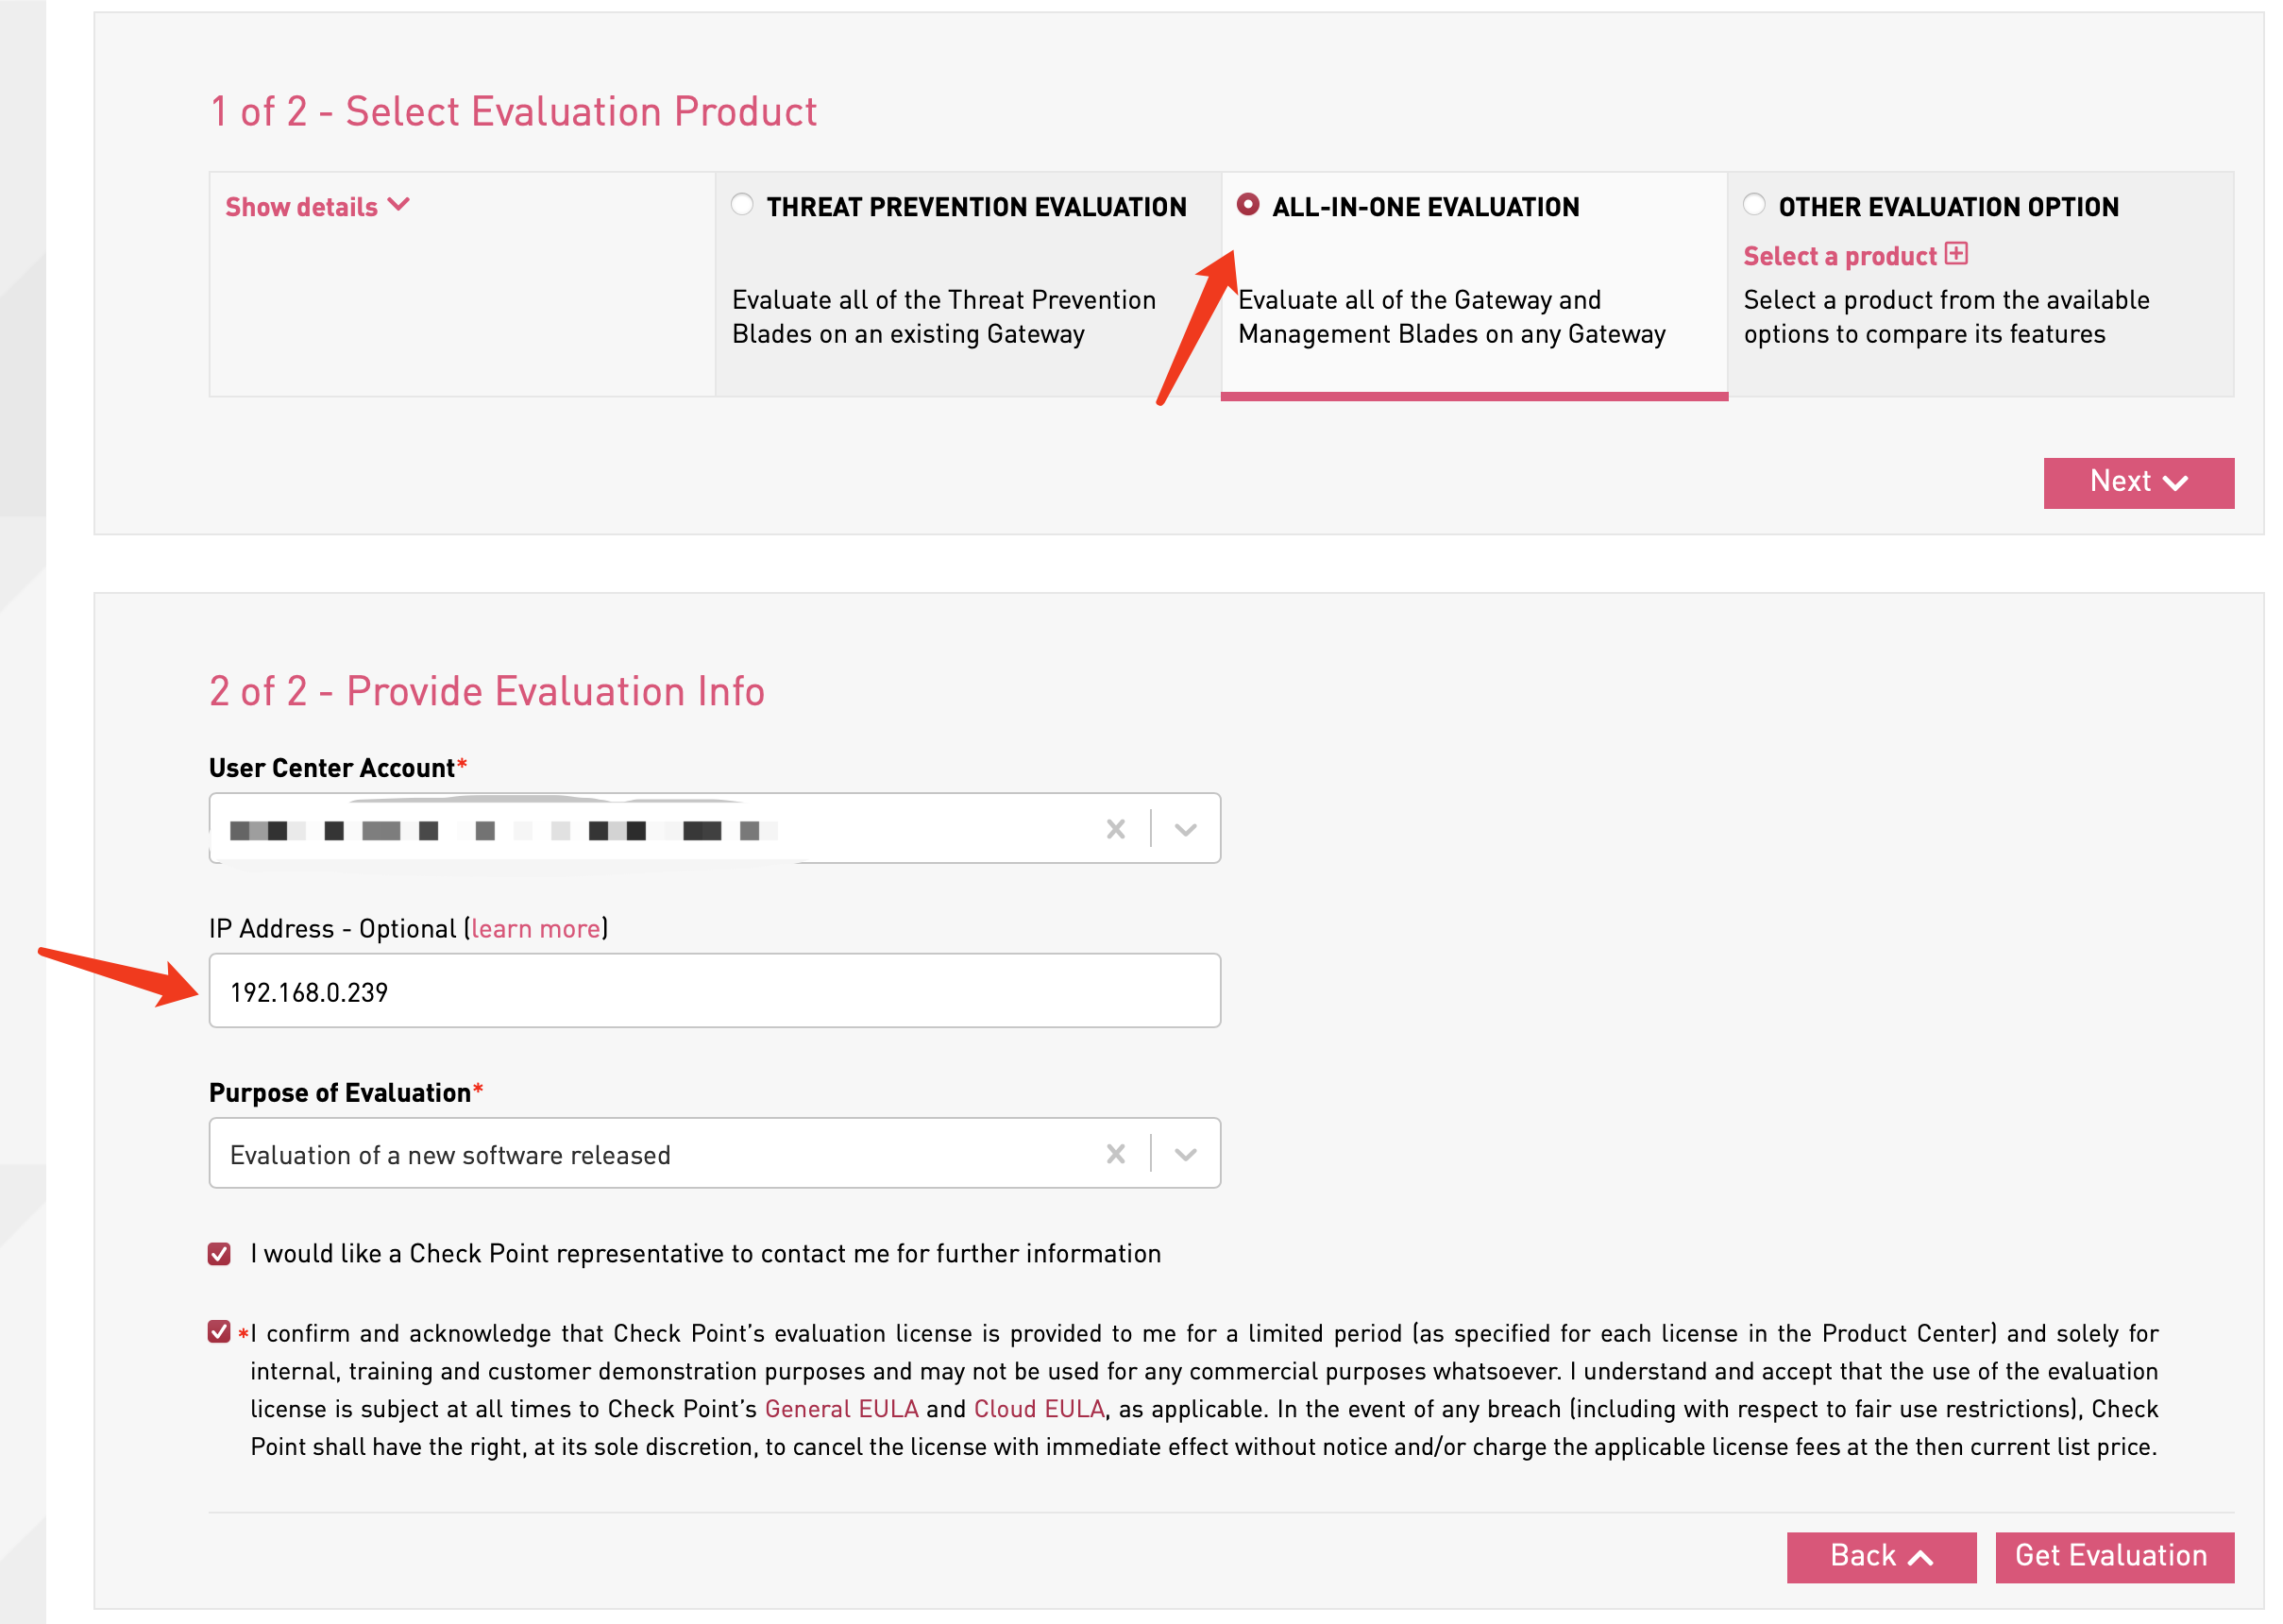 1 of 2 - Select Evaluation Product
Show details
THREAT PREVENTION EVALUATION
Evaluate all of the Threat Prevention
Blades on an existing Gateway
ALL-IN-ONE EVALUATION
Evaluate all of the Gateway and
Management Blades on any Gateway
OTHER EVALUATION OPTION
Select a product
Select a product from the available
options to compare its features
Next
2 of 2 - Provide Evaluation Info
User Center Account*
IP Address - Optional (learn more)
192.168.0.239
Purpose of Evaluation*
Evaluation of a new software released
I would like a Check Point representative to contact me for further information
*I confirm and acknowledge that Check Point’s evaluation license is provided to me for a limited period (as specified for each license in the Product Center) and solely for
internal, training and customer demonstration purposes and may not be used for any commercial purposes whatsoever. I understand and accept that the use of the evaluation
license is subject at all times to Check Point’s General EULA and Cloud EULA, as applicable. In the event of any breach (including with respect to fair use restrictions), Check
Point shall have the right, at its sole discretion, to cancel the license with immediate effect without notice and/or charge the applicable license fees at the then current list price.
Back
Get Evaluation